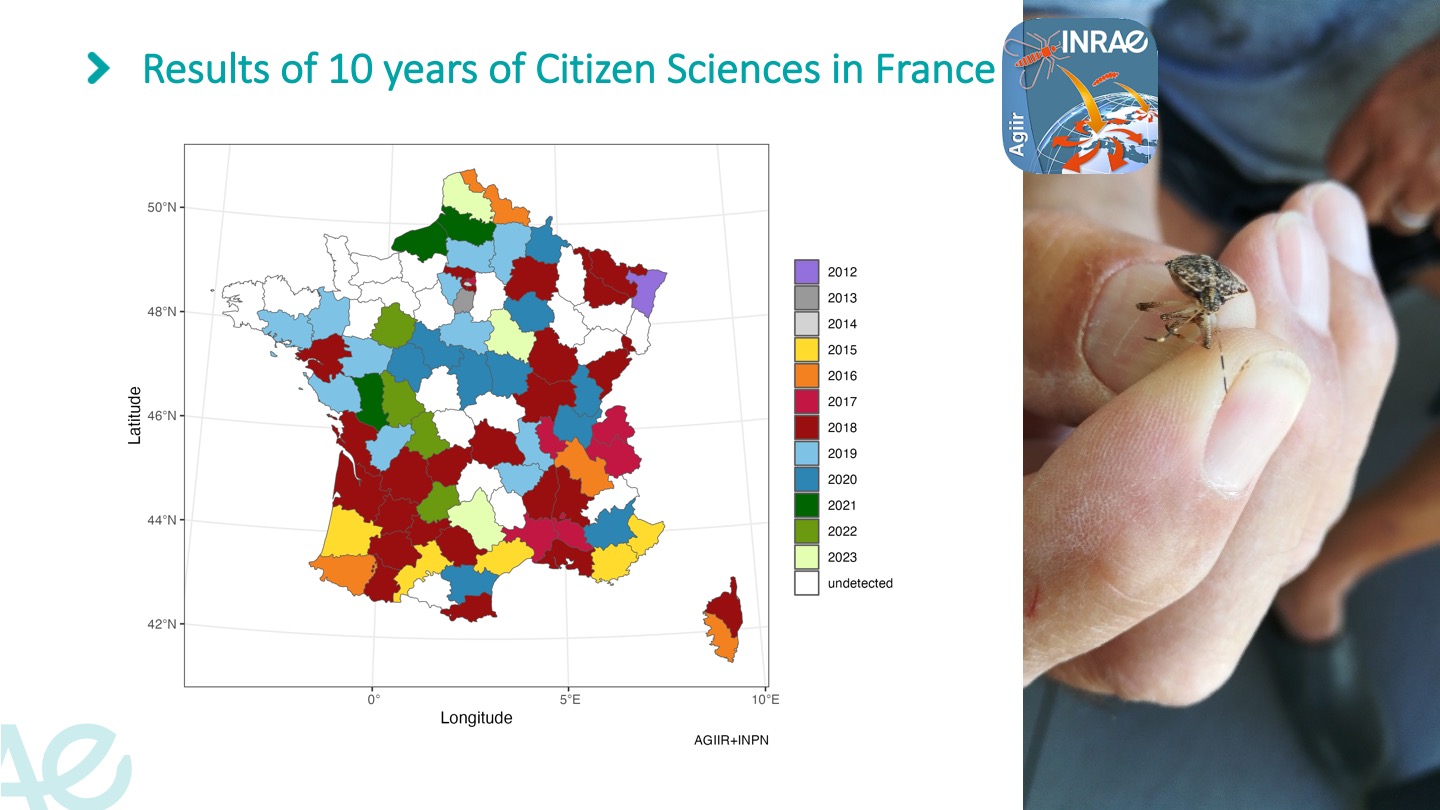 Results of 10 years of Citizen Sciences in France
INRAE
Agiir
50°N
48°N
46°N
44°N
42°N
Latitude
0°
5°E
10°E
Longitude
AGIIR+INPN
2012
2013
2014
2015
2016
2017
2018
2019
2020
2021
2022
2023
undetected
AE